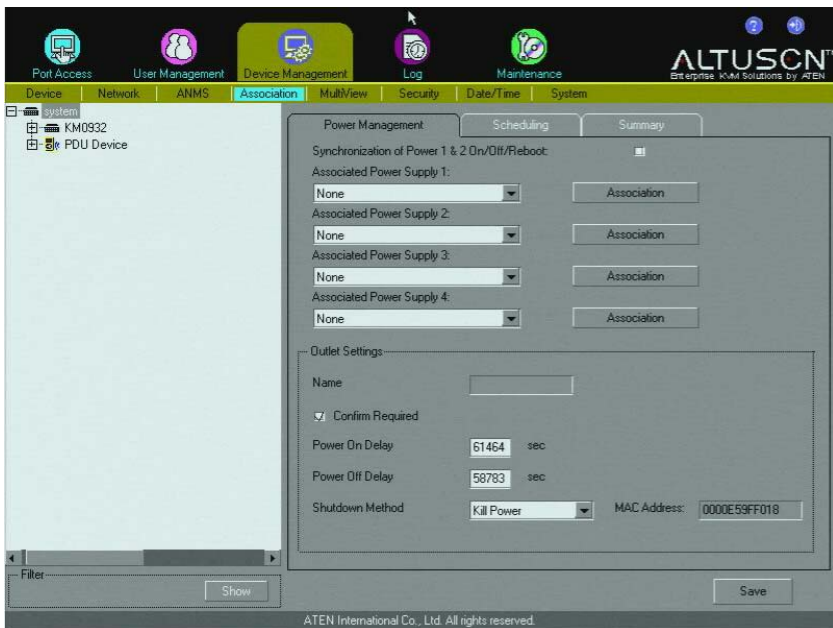 Port Access User Management Device Management Log Maintenance
ALTUSCN™
Enterprise KVM Solutions by ATEN
Device Network ANMS Association MultiView Security Date/Time System
system
KM0932
PDU Device
Power Management Scheduling Summary
Synchronization of Power 1 & 2 On/Off/Reboot:
Associated Power Supply 1:
None Association
Associated Power Supply 2:
None Association
Associated Power Supply 3:
None Association
Associated Power Supply 4:
None Association
Outlet Settings
Name
Confirm Required
Power On Delay 61464 sec
Power Off Delay 58783 sec
Shutdown Method Kill Power MAC Address: 0000E59FF018
Filter
Show
Save
ATEN International Co., Ltd. All rights reserved.